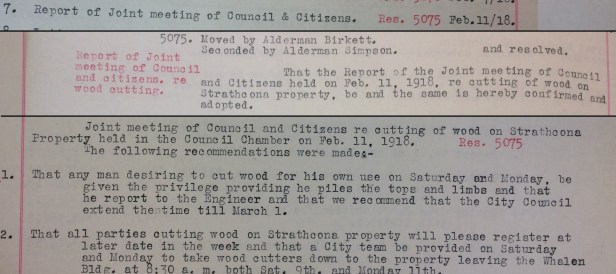 7. Report of Joint meeting of Council & Citizens. Res. 5075 Feb.11/18.
5075. Moved by Alderman Birkett.
Seconded by Alderman Simpson. and resolved.
Report of Joint
meeting of Council
and citizens. re
wood cutting.
That the Report of the Joint meeting of Council
and Citizens held on Feb. 11, 1918, re cutting of wood on
Strathcona property, be and the same is hereby confirmed and
adopted.
Joint meeting of Council and Citizens re cutting of wood on Strathcona
Property held in the Council Chamber on Feb. 11, 1918. Res. 5075
The following recommendations were made:-
1. That any man desiring to cut wood for his own use on Saturday and Monday, be
given the privilege providing he piles the tops and limbs and that
he report to the Engineer and that we recommend that the City Council
extend the time till March 1.
2. That all parties cutting wood on Strathcona property will please register at
later date in the week and that a City team be provided on Saturday
and Monday to take wood cutters down to the property leaving the Whalen
Bldg. at 8:30 a. m. both Sat. 9th. and Monday 11th.